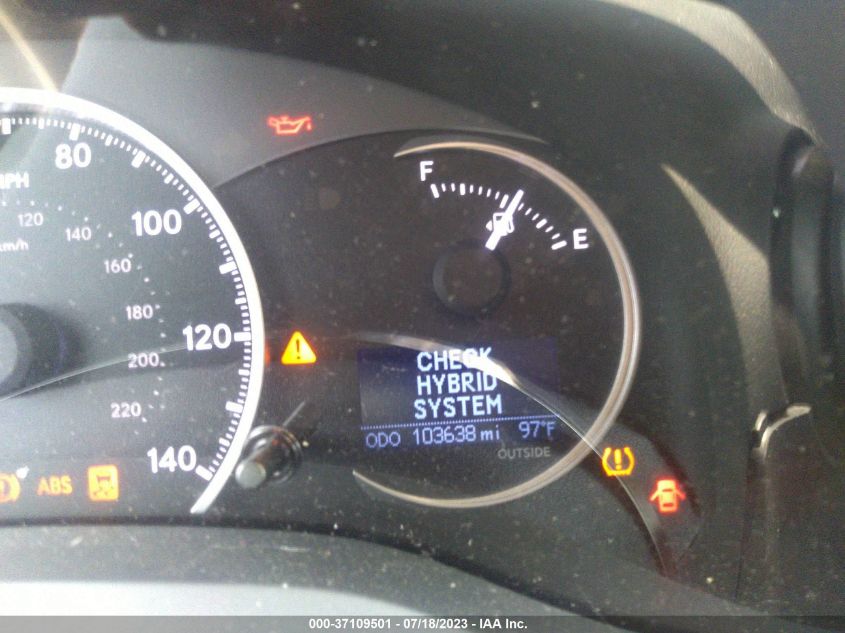 80
MPH
F
100
120
140
km/h
E
160
180
120
200
CHECK
HYBRID
SYSTEM
220
ODO 103638 mi 97°F
OUTSIDE
140
ABS
000-37109501 - 07/18/2023 - IAA Inc.